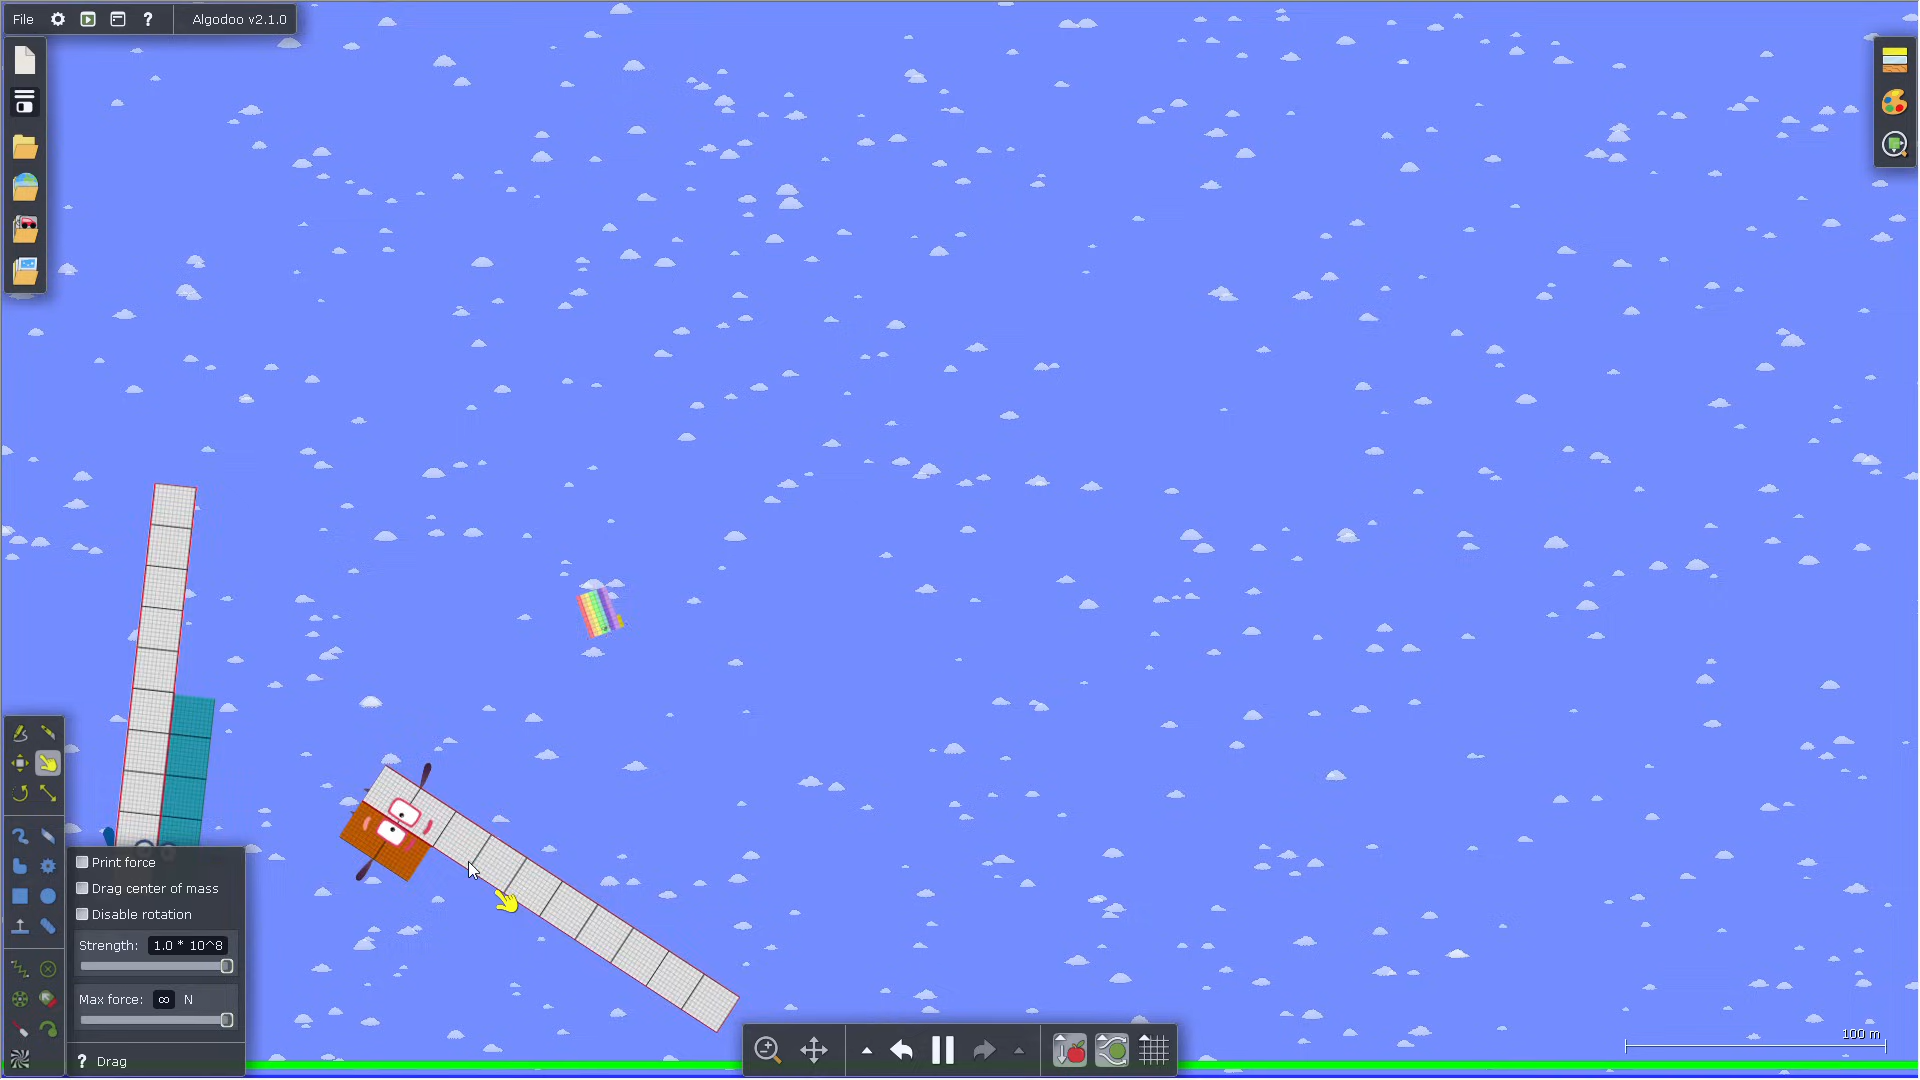 File ? Algodoo v2.1.0
Print force
Drag center of mass
Disable rotation
Strength: 1.0 * 10^8
Max force: ∞ N
? Drag
100 m